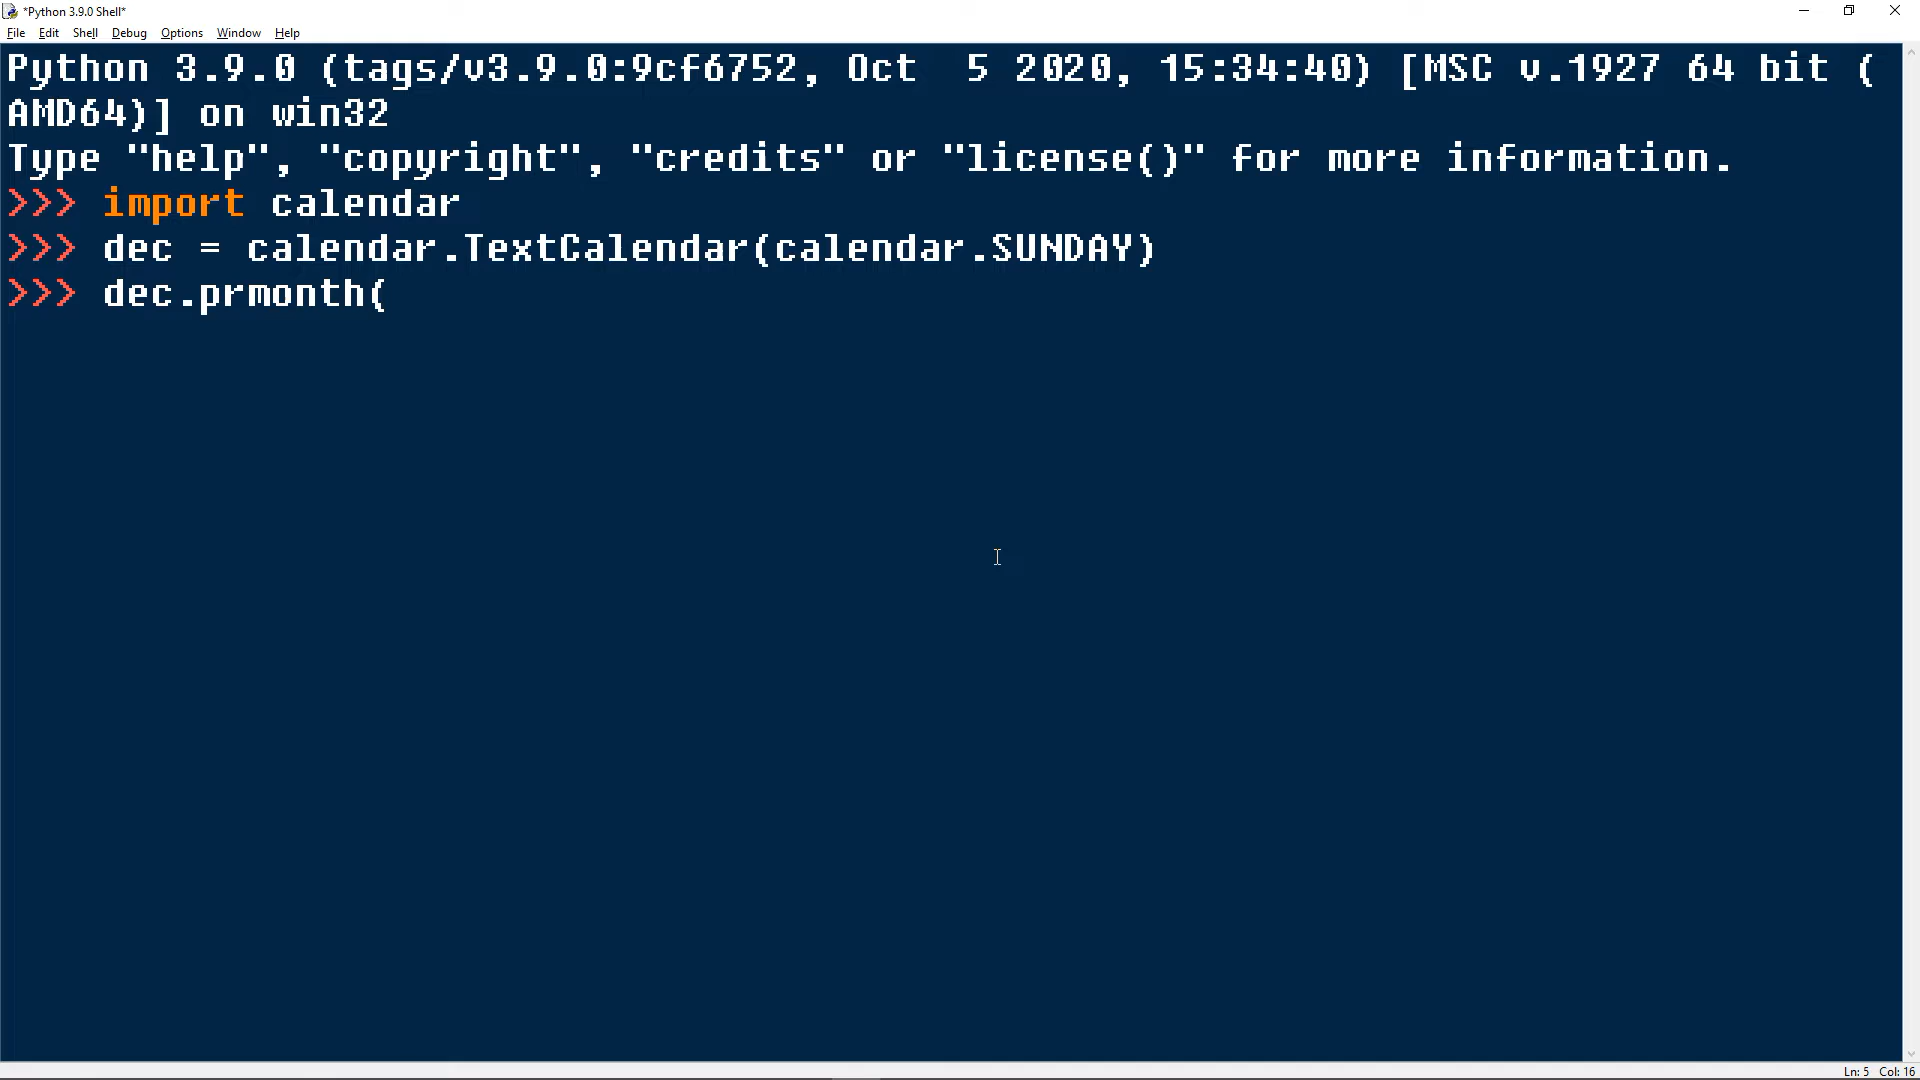 *Python 3.9.0 Shell*
File Edit Shell Debug Options Window Help
Python 3.9.0 (tags/v3.9.0:9cf6752, Oct  5 2020, 15:34:40) [MSC v.1927 64 bit (
AMD64)] on win32
Type "help", "copyright", "credits" or "license()" for more information.
>>> import calendar
>>> dec = calendar.TextCalendar(calendar.SUNDAY)
>>> dec.prmonth(
Ln: 5 Col: 16